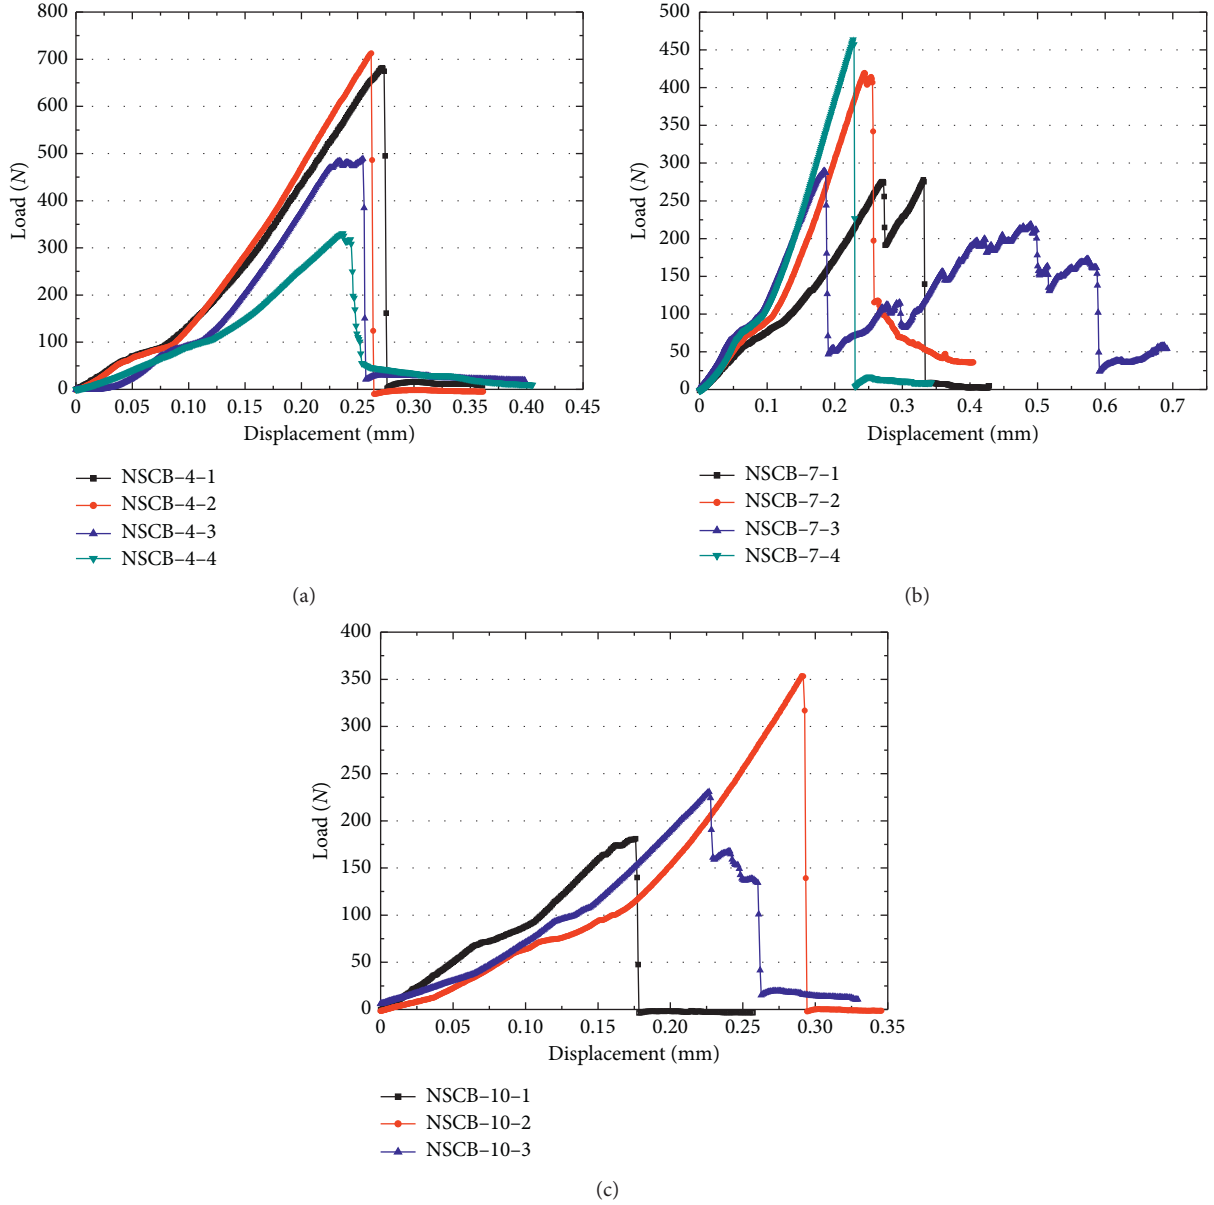 800
700
600
500
400
300
200
100
0
Load (N)
0 0.05 0.10 0.15 0.20 0.25 0.30 0.35 0.40 0.45
Displacement (mm)
NSCB–4–1
NSCB–4–2
NSCB–4–3
NSCB–4–4
(a)
500
450
400
350
300
250
200
150
100
50
0
Load (N)
0 0.1 0.2 0.3 0.4 0.5 0.6 0.7
Displacement (mm)
NSCB–7–1
NSCB–7–2
NSCB–7–3
NSCB–7–4
(b)
400
350
300
250
200
150
100
50
0
Load (N)
0 0.05 0.10 0.15 0.20 0.25 0.30 0.35
Displacement (mm)
NSCB–10–1
NSCB–10–2
NSCB–10–3
(c)